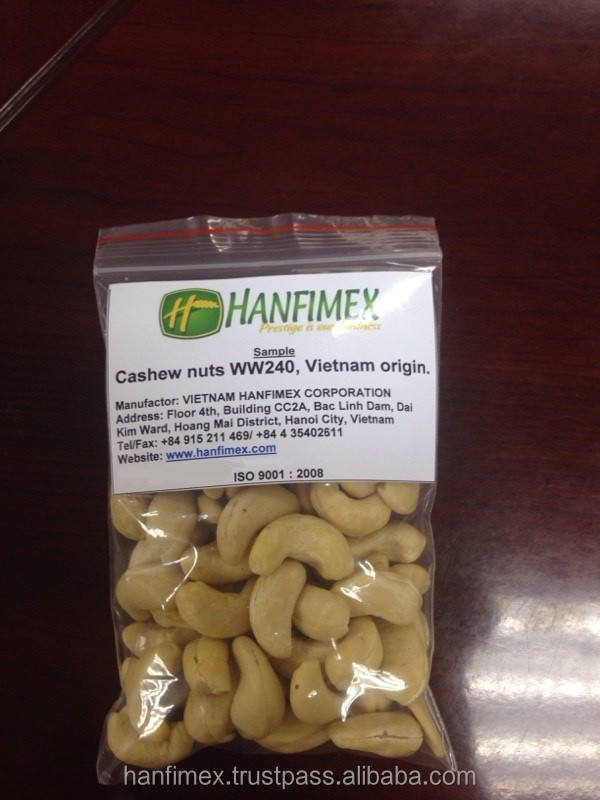 H HANFIMEX
Prestige is our business
Sample
Cashew nuts WW240, Vietnam origin.
Manufactor: VIETNAM HANFIMEX CORPORATION
Address: Floor 4th, Building CC2A, Bac Linh Dam, Dai
Kim Ward, Hoang Mai District, Hanoi City, Vietnam
Tel/Fax: +84 915 211 469/ +84 4 35402611
Website: www.hanfimex.com
ISO 9001 : 2008
hanfimex.trustpass.alibaba.com